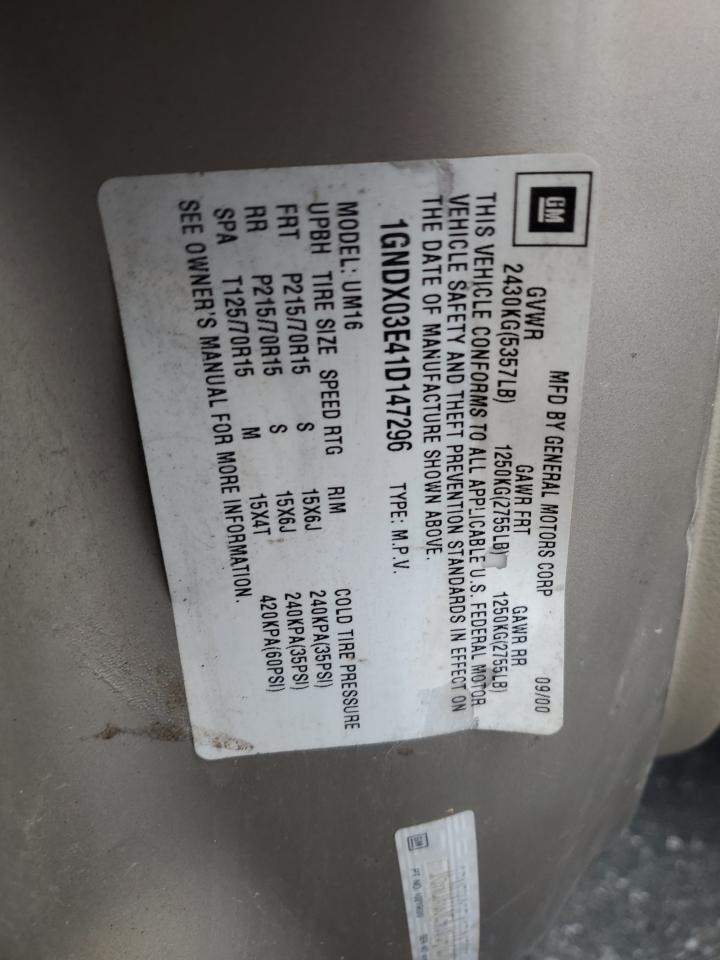 GM
MFD BY GENERAL MOTORS CORP 09/00
GVWR GAWR FRT GAWR RR
2430KG(5357LB) 1250KG(2755LB) 1250KG(2755LB)
THIS VEHICLE CONFORMS TO ALL APPLICABLE U.S. FEDERAL MOTOR
VEHICLE SAFETY AND THEFT PREVENTION STANDARDS IN EFFECT ON
THE DATE OF MANUFACTURE SHOWN ABOVE.
1GNDX03E41D147296 TYPE: M.P.V.
MODEL: UM16
UPBH TIRE SIZE SPEED RTG RIM COLD TIRE PRESSURE
FRT P215/70R15 S 15X6J 240KPA(35PSI)
RR P215/70R15 S 15X6J 240KPA(35PSI)
SPA T125/70R15 M 15X4T 420KPA(60PSI)
SEE OWNER'S MANUAL FOR MORE INFORMATION.
GM